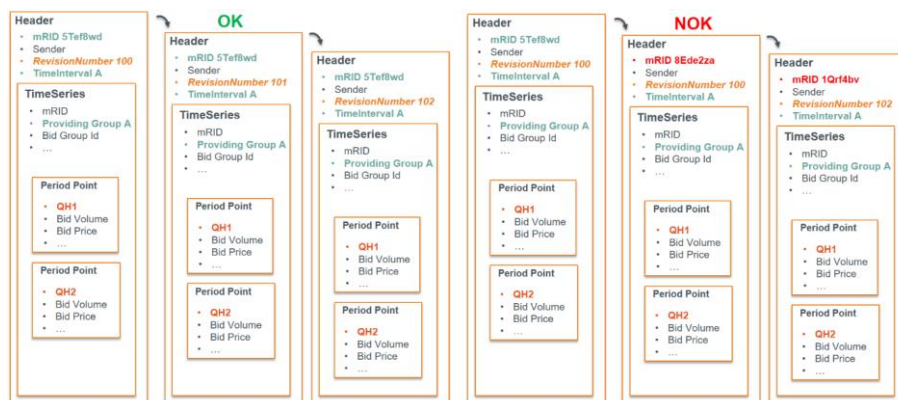 OK
Header
mRID 5Tef8wd
Sender
RevisionNumber 100
TimeInterval A
TimeSeries
mRID
Providing Group A
Bid Group Id
…
Period Point
QH1
Bid Volume
Bid Price
…
Period Point
QH2
Bid Volume
Bid Price
…
Header
mRID 5Tef8wd
Sender
RevisionNumber 101
TimeInterval A
TimeSeries
mRID
Providing Group A
Bid Group Id
…
Period Point
QH1
Bid Volume
Bid Price
…
Period Point
QH2
Bid Volume
Bid Price
…
Header
mRID 5Tef8wd
Sender
RevisionNumber 102
TimeInterval A
TimeSeries
mRID
Providing Group A
Bid Group Id
…
Period Point
QH1
Bid Volume
Bid Price
…
Period Point
QH2
Bid Volume
Bid Price
…
NOK
Header
mRID 5Tef8wd
Sender
RevisionNumber 100
TimeInterval A
TimeSeries
mRID
Providing Group A
Bid Group Id
…
Period Point
QH1
Bid Volume
Bid Price
…
Period Point
QH2
Bid Volume
Bid Price
…
Header
mRID 8Ede2za
Sender
RevisionNumber 100
TimeInterval A
TimeSeries
mRID
Providing Group A
Bid Group Id
…
Period Point
QH1
Bid Volume
Bid Price
…
Period Point
QH2
Bid Volume
Bid Price
…
Header
mRID 1Qrf4bv
Sender
RevisionNumber 102
TimeInterval A
TimeSeries
mRID
Providing Group A
Bid Group Id
…
Period Point
QH1
Bid Volume
Bid Price
…
Period Point
QH2
Bid Volume
Bid Price
…